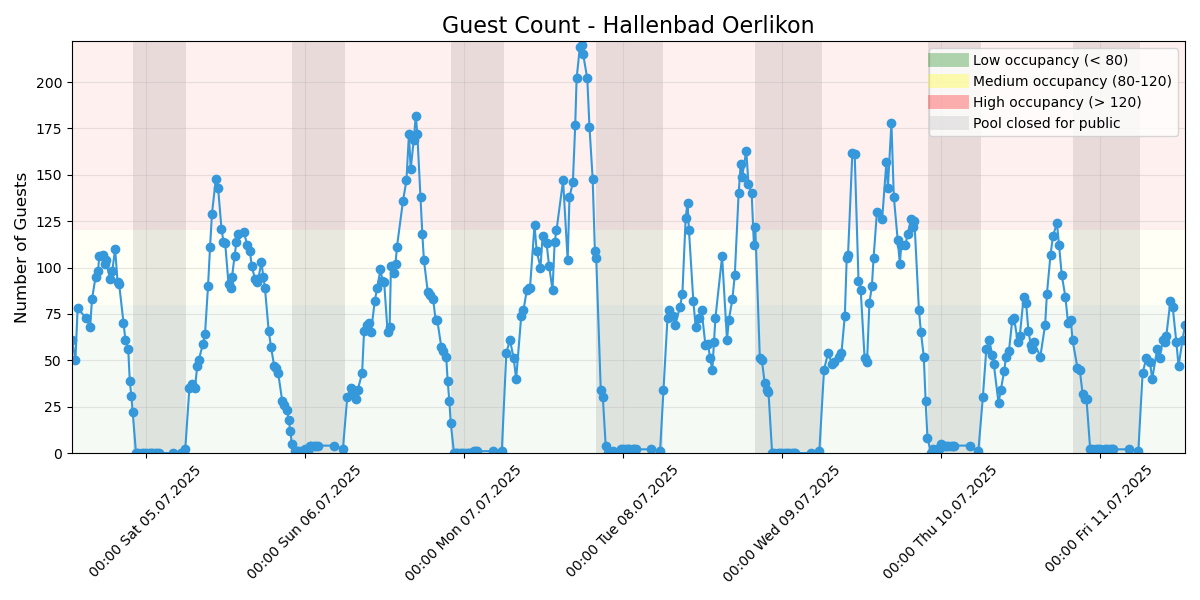 Guest Count - Hallenbad Oerlikon
Number of Guests
200
175
150
125
100
75
50
25
0
Low occupancy (< 80)
Medium occupancy (80-120)
High occupancy (> 120)
Pool closed for public
00:00 Sat 05.07.2025
00:00 Sun 06.07.2025
00:00 Mon 07.07.2025
00:00 Tue 08.07.2025
00:00 Wed 09.07.2025
00:00 Thu 10.07.2025
00:00 Fri 11.07.2025